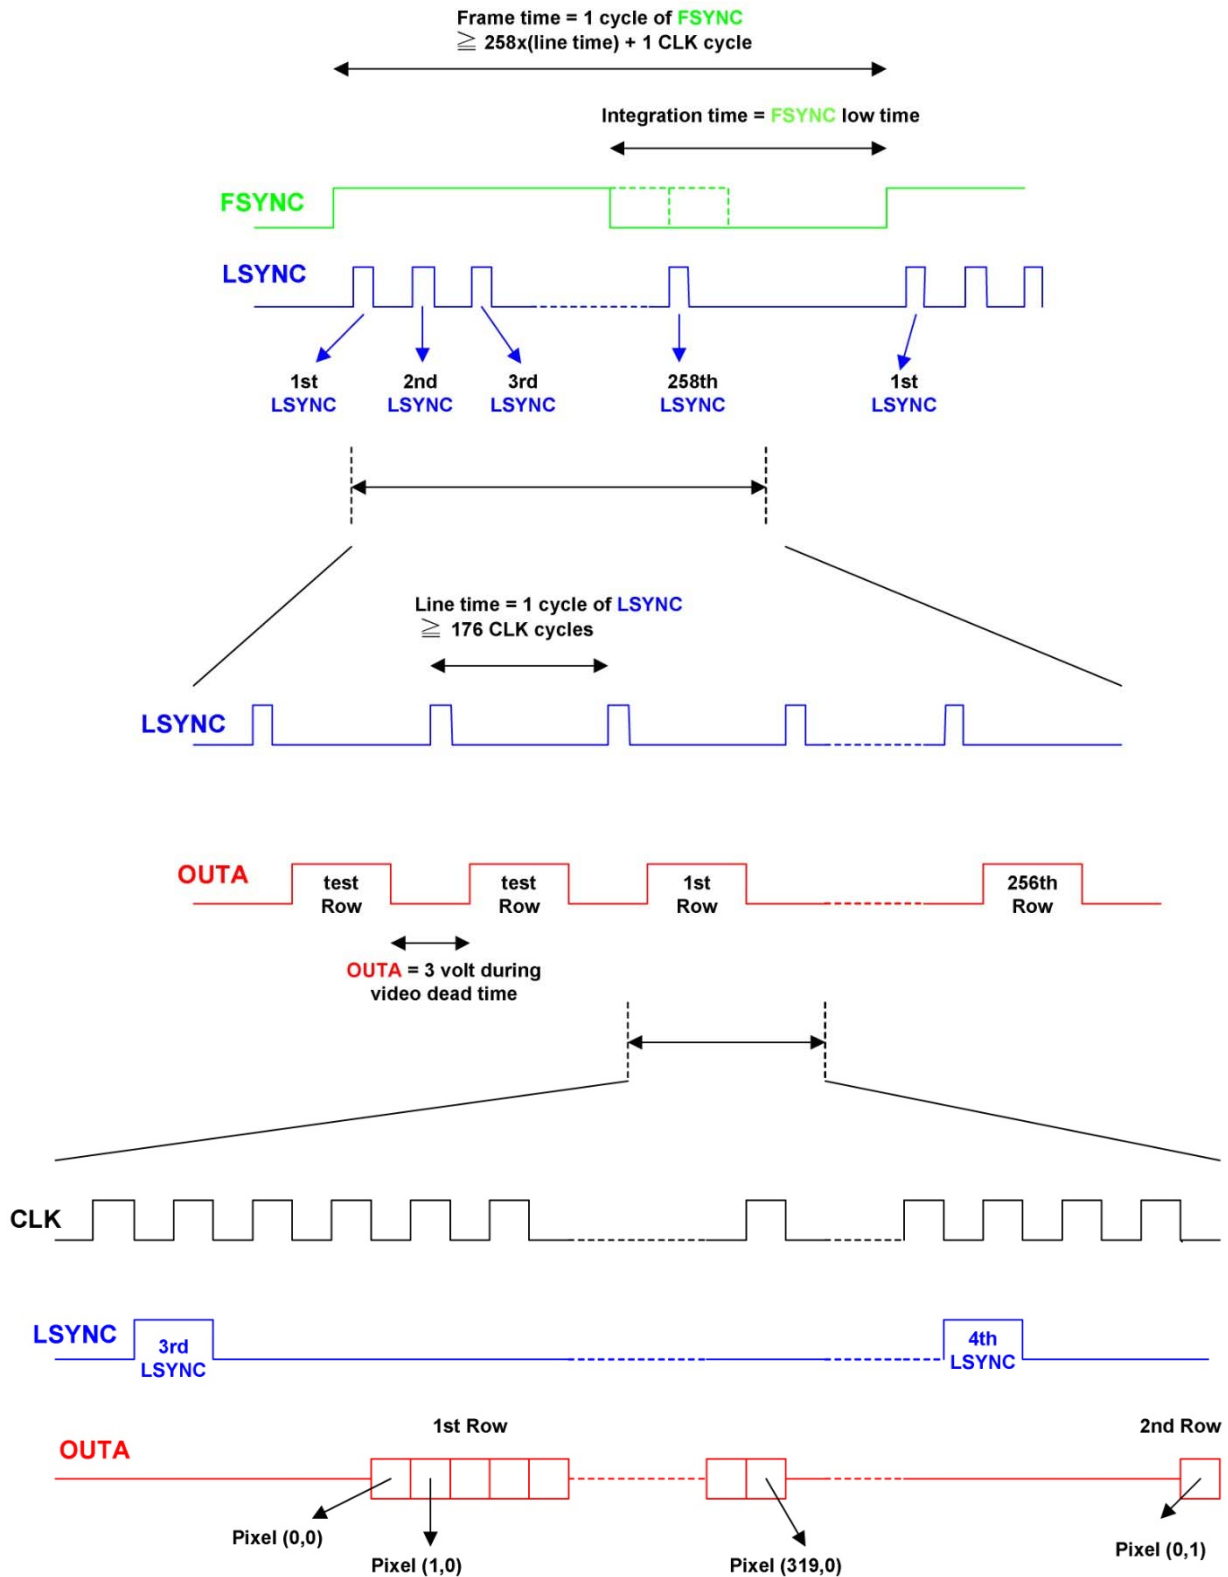 Frame time = 1 cycle of FSYNC
≧ 258x(line time) + 1 CLK cycle
Integration time = FSYNC low time
FSYNC
LSYNC
1st
LSYNC
2nd
LSYNC
3rd
LSYNC
258th
LSYNC
1st
LSYNC
Line time = 1 cycle of LSYNC
≧ 176 CLK cycles
LSYNC
OUTA
test
Row
test
Row
1st
Row
256th
Row
OUTA = 3 volt during
video dead time
CLK
LSYNC
3rd
LSYNC
4th
LSYNC
1st Row
2nd Row
OUTA
Pixel (0,0)
Pixel (1,0)
Pixel (319,0)
Pixel (0,1)